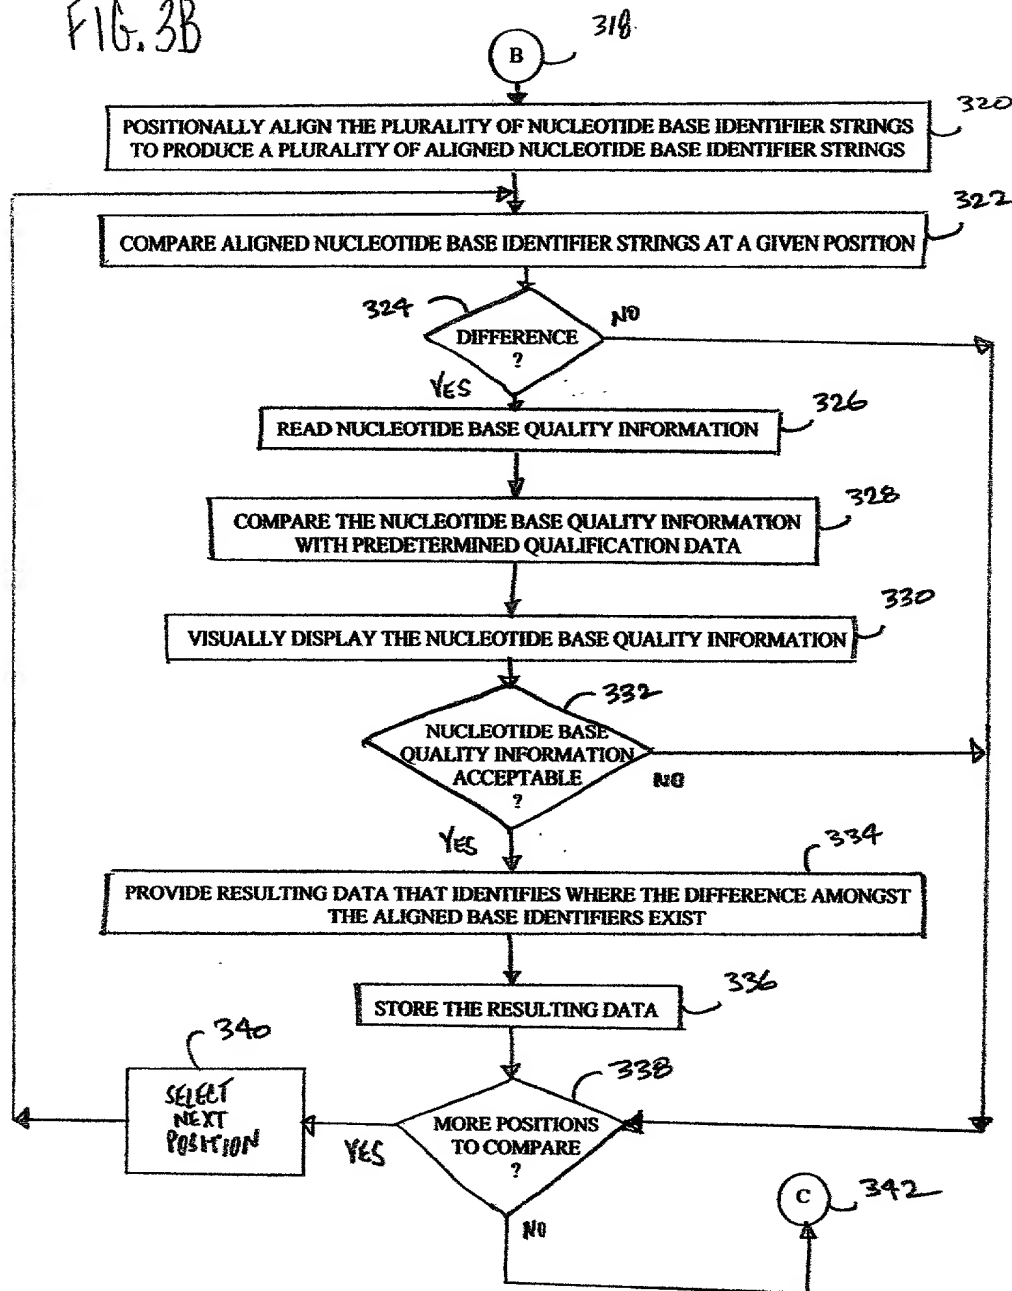 FIG. 3B
318
B
320
POSITIONALLY ALIGN THE PLURALITY OF NUCLEOTIDE BASE IDENTIFIER STRINGS
TO PRODUCE A PLURALITY OF ALIGNED NUCLEOTIDE BASE IDENTIFIER STRINGS
322
COMPARE ALIGNED NUCLEOTIDE BASE IDENTIFIER STRINGS AT A GIVEN POSITION
324
NO
DIFFERENCE
?
YES
326
READ NUCLEOTIDE BASE QUALITY INFORMATION
328
COMPARE THE NUCLEOTIDE BASE QUALITY INFORMATION
WITH PREDETERMINED QUALIFICATION DATA
330
VISUALLY DISPLAY THE NUCLEOTIDE BASE QUALITY INFORMATION
332
NUCLEOTIDE BASE
QUALITY INFORMATION
ACCEPTABLE
?
NO
YES
334
PROVIDE RESULTING DATA THAT IDENTIFIES WHERE THE DIFFERENCE AMONGST
THE ALIGNED BASE IDENTIFIERS EXIST
336
STORE THE RESULTING DATA
340
338
SELECT
NEXT
POSITION
YES
MORE POSITIONS
TO COMPARE
?
NO
C
342